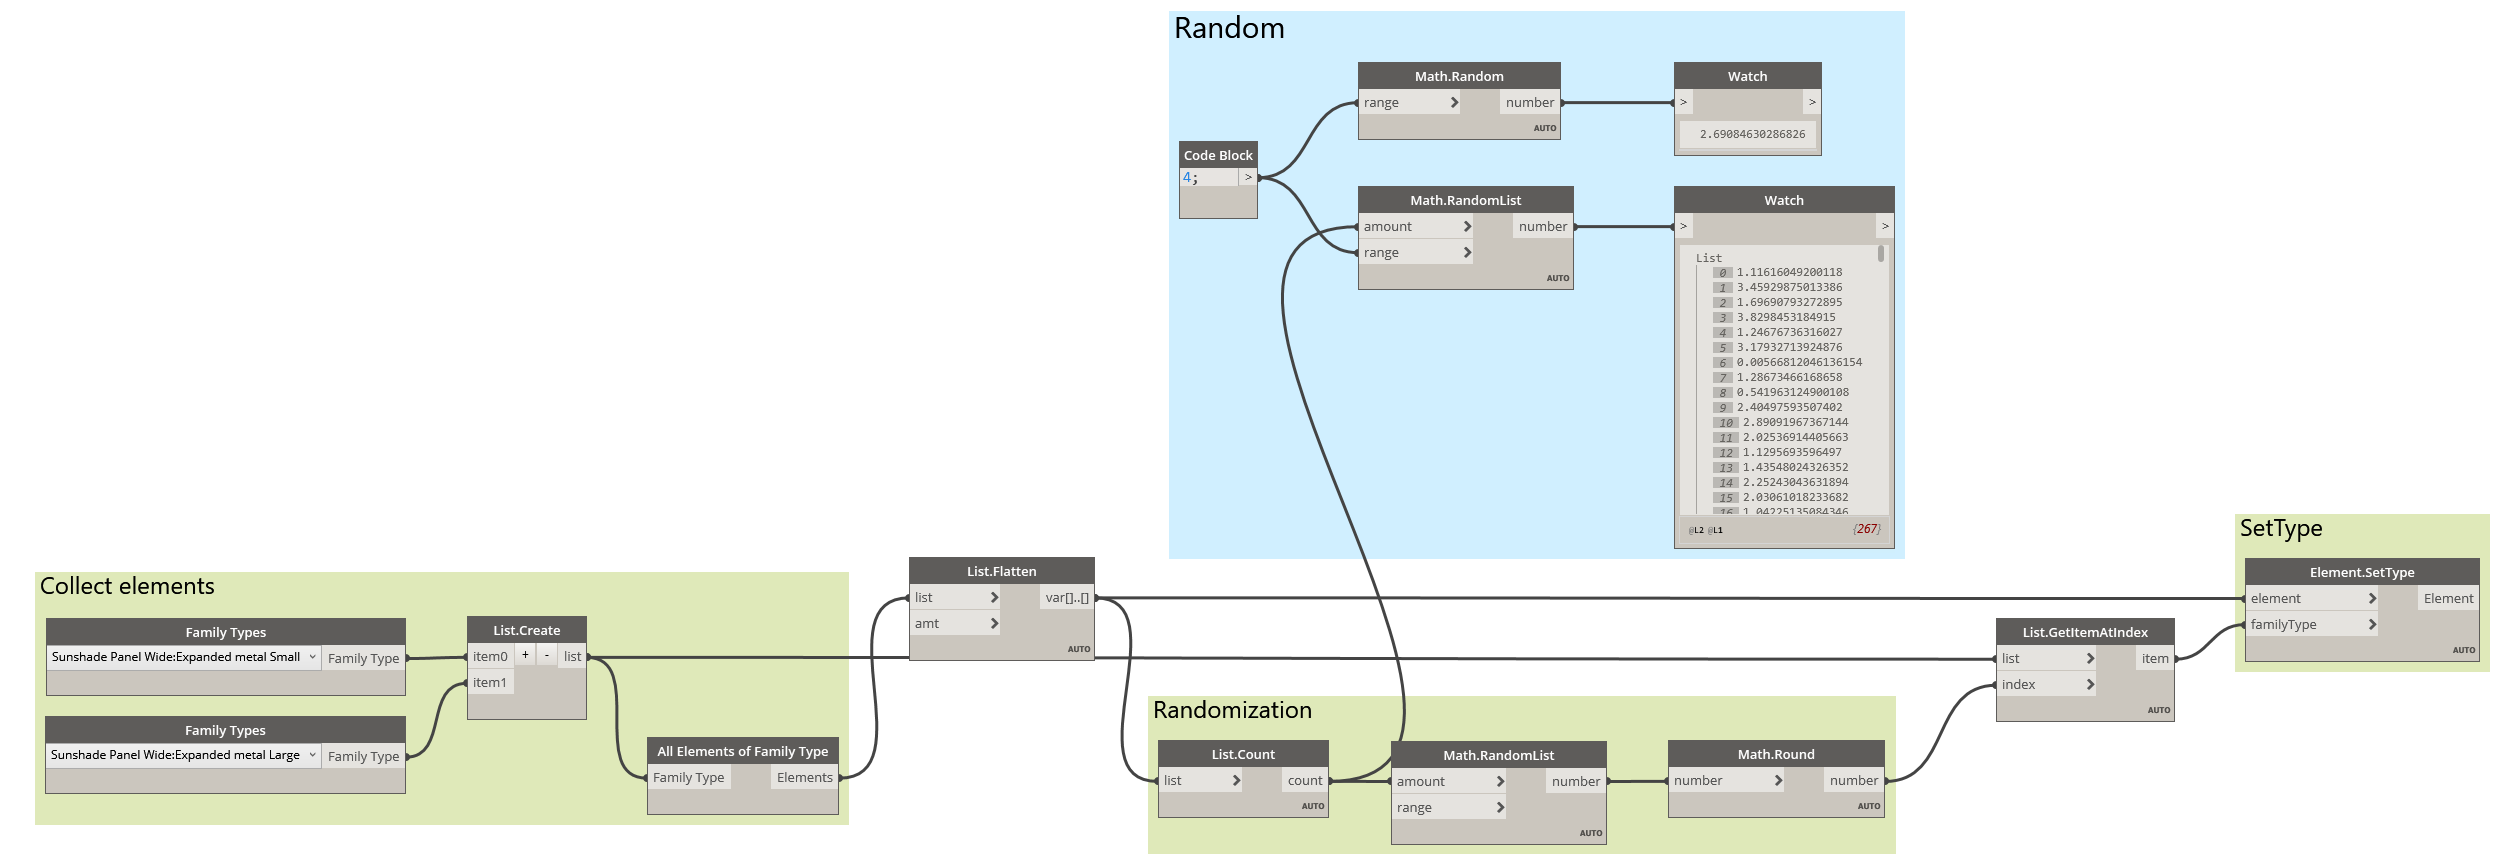 Random
Math.Random
range
number
AUTO
Watch
>
>
2.69084630286826
Code Block
4;
>
Math.RandomList
amount
number
range
AUTO
Watch
>
>
List
0 1.11616049200118
1 3.45929875013386
2 1.69690793272895
3 3.8298453184915
4 1.24676736316027
5 3.17932713924876
6 0.00566812046136154
7 1.28673466168658
8 0.541963124900108
9 2.40497593507402
10 2.89091967367144
11 2.02536914405663
12 1.1295693596497
13 1.43548024326352
14 2.25243043631894
15 2.03061018233682
16 1.04225135084346
@L2 @L1
{267}
Collect elements
Family Types
Sunshade Panel Wide:Expanded metal Small
Family Type
Family Types
Sunshade Panel Wide:Expanded metal Large
Family Type
List.Create
item0 + - list
item1
All Elements of Family Type
Family Type
Elements
List.Flatten
list
var[]..[]
amt
AUTO
Randomization
List.Count
list
count
AUTO
Math.RandomList
amount
number
range
AUTO
Math.Round
number
number
AUTO
List.GetItemAtIndex
list
item
index
AUTO
SetType
Element.SetType
element
Element
familyType
AUTO